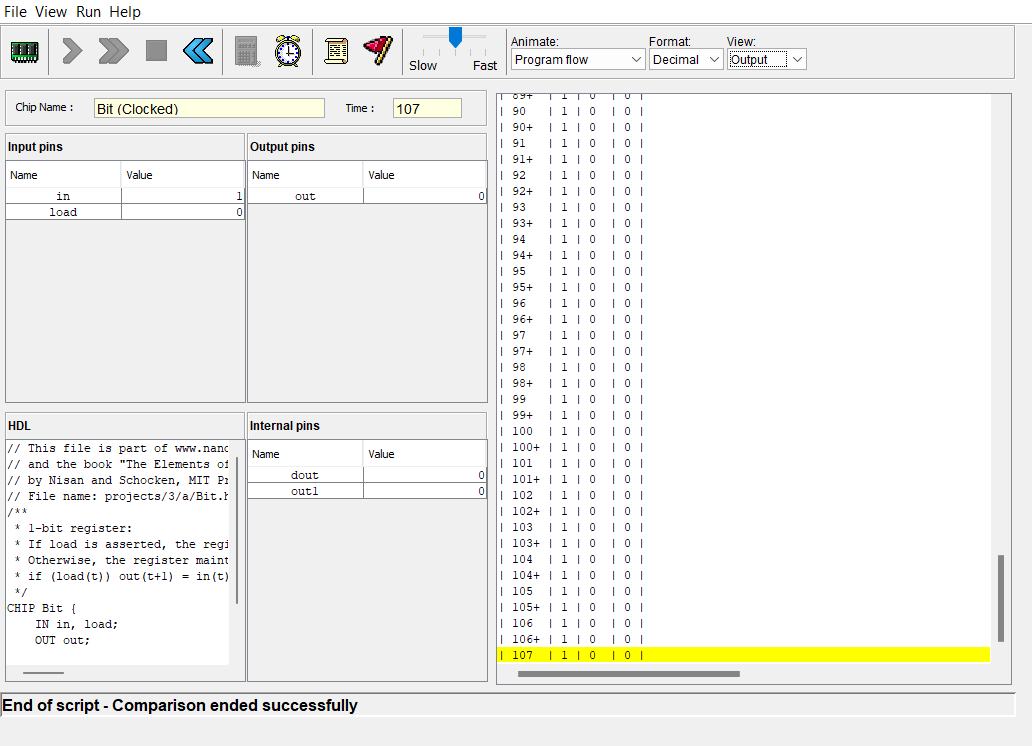 File View Run Help
Slow Fast
Animate: Format: View:
Program flow Decimal Output
Chip Name : Bit (Clocked) Time : 107
Input pins
Name Value
in 1
load 0
Output pins
Name Value
out 0
HDL
// This file is part of www.nand
// and the book "The Elements of
// by Nisan and Schocken, MIT Pr
// File name: projects/3/a/Bit.h
/**
* 1-bit register:
* If load is asserted, the regi
* Otherwise, the register maint
* if (load(t)) out(t+1) = in(t)
*/
CHIP Bit {
IN in, load;
OUT out;
Internal pins
Name Value
dout 0
out1 0
| 89+ | 1 | 0 | 0 |
| 90 | 1 | 0 | 0 |
| 90+ | 1 | 0 | 0 |
| 91 | 1 | 0 | 0 |
| 91+ | 1 | 0 | 0 |
| 92 | 1 | 0 | 0 |
| 92+ | 1 | 0 | 0 |
| 93 | 1 | 0 | 0 |
| 93+ | 1 | 0 | 0 |
| 94 | 1 | 0 | 0 |
| 94+ | 1 | 0 | 0 |
| 95 | 1 | 0 | 0 |
| 95+ | 1 | 0 | 0 |
| 96 | 1 | 0 | 0 |
| 96+ | 1 | 0 | 0 |
| 97 | 1 | 0 | 0 |
| 97+ | 1 | 0 | 0 |
| 98 | 1 | 0 | 0 |
| 98+ | 1 | 0 | 0 |
| 99 | 1 | 0 | 0 |
| 99+ | 1 | 0 | 0 |
| 100 | 1 | 0 | 0 |
| 100+ | 1 | 0 | 0 |
| 101 | 1 | 0 | 0 |
| 101+ | 1 | 0 | 0 |
| 102 | 1 | 0 | 0 |
| 102+ | 1 | 0 | 0 |
| 103 | 1 | 0 | 0 |
| 103+ | 1 | 0 | 0 |
| 104 | 1 | 0 | 0 |
| 104+ | 1 | 0 | 0 |
| 105 | 1 | 0 | 0 |
| 105+ | 1 | 0 | 0 |
| 106 | 1 | 0 | 0 |
| 106+ | 1 | 0 | 0 |
| 107 | 1 | 0 | 0 |
End of script - Comparison ended successfully